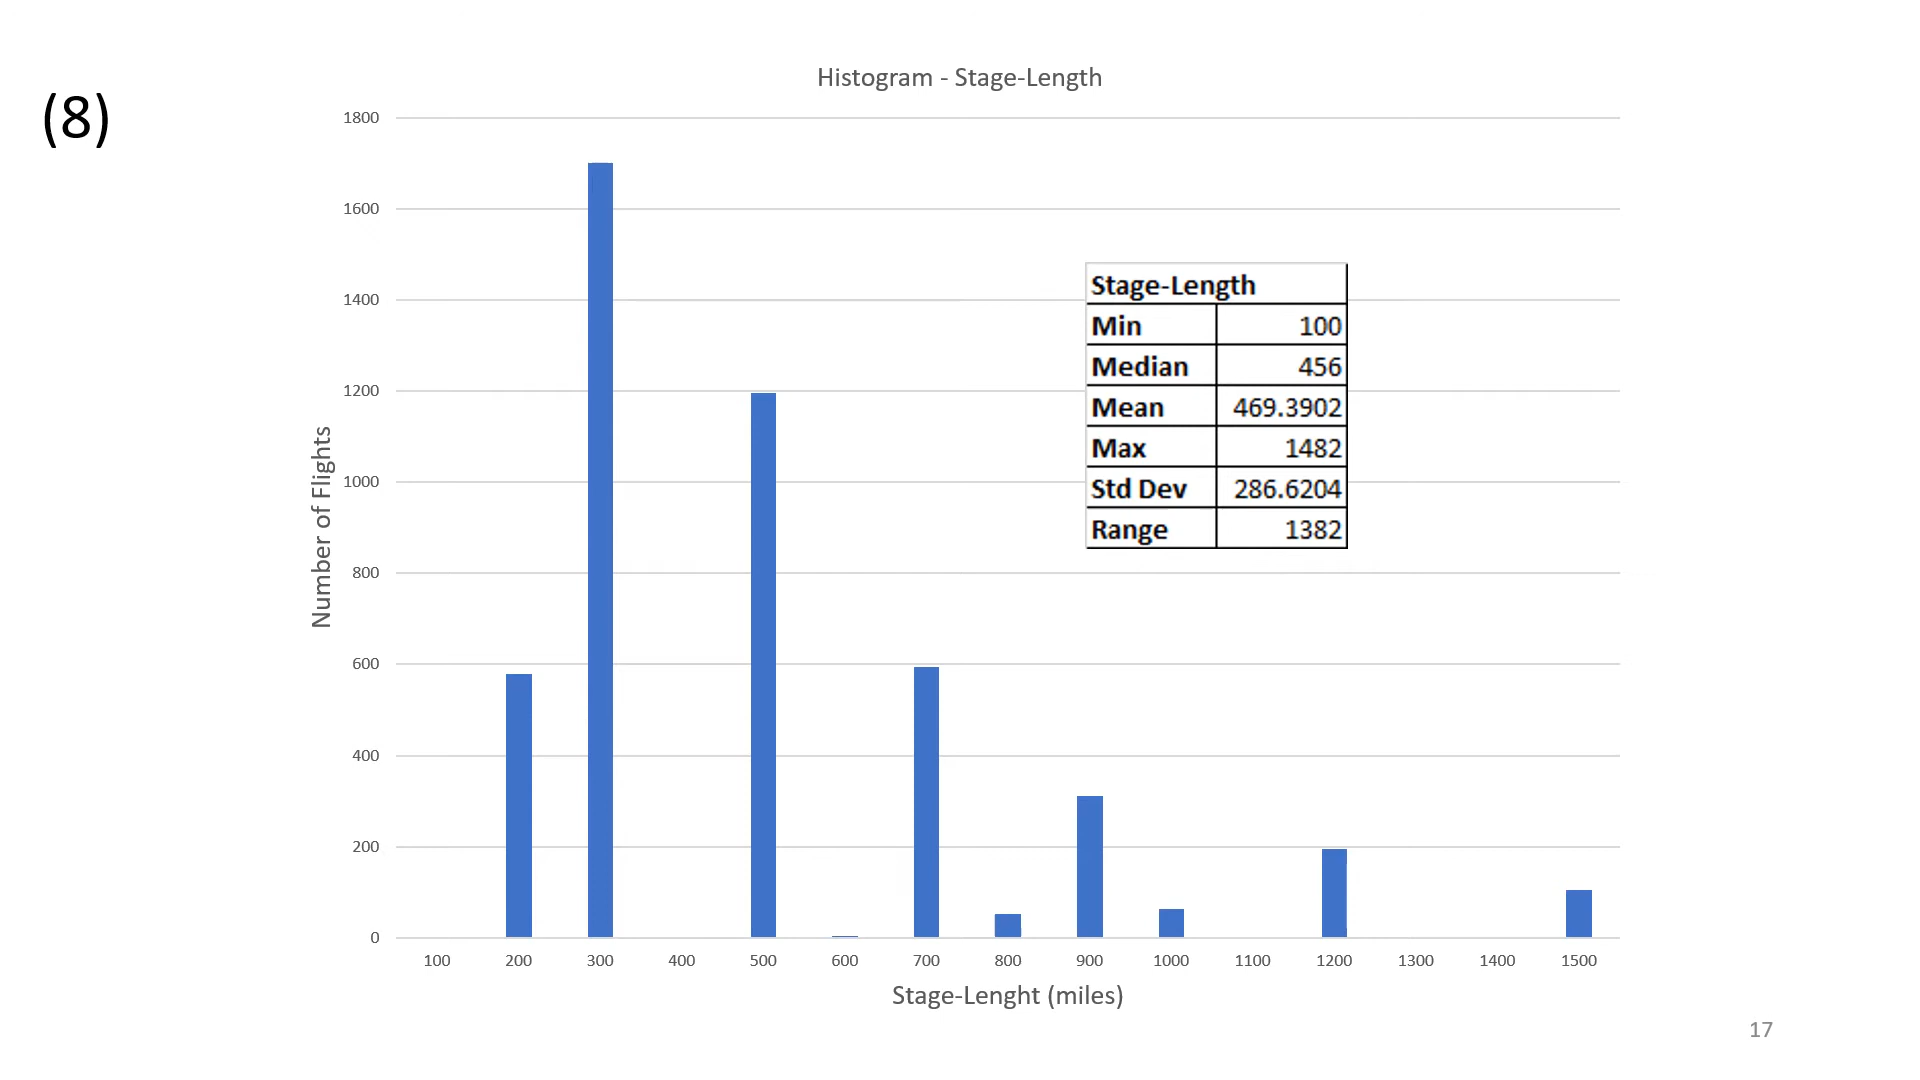 (8)
Histogram - Stage-Length
1800
1600
1400
1200
1000
800
600
400
200
0
Number of Flights
Stage-Length
Min 100
Median 456
Mean 469.3902
Max 1482
Std Dev 286.6204
Range 1382
100 200 300 400 500 600 700 800 900 1000 1100 1200 1300 1400 1500
Stage-Lenght (miles)
17